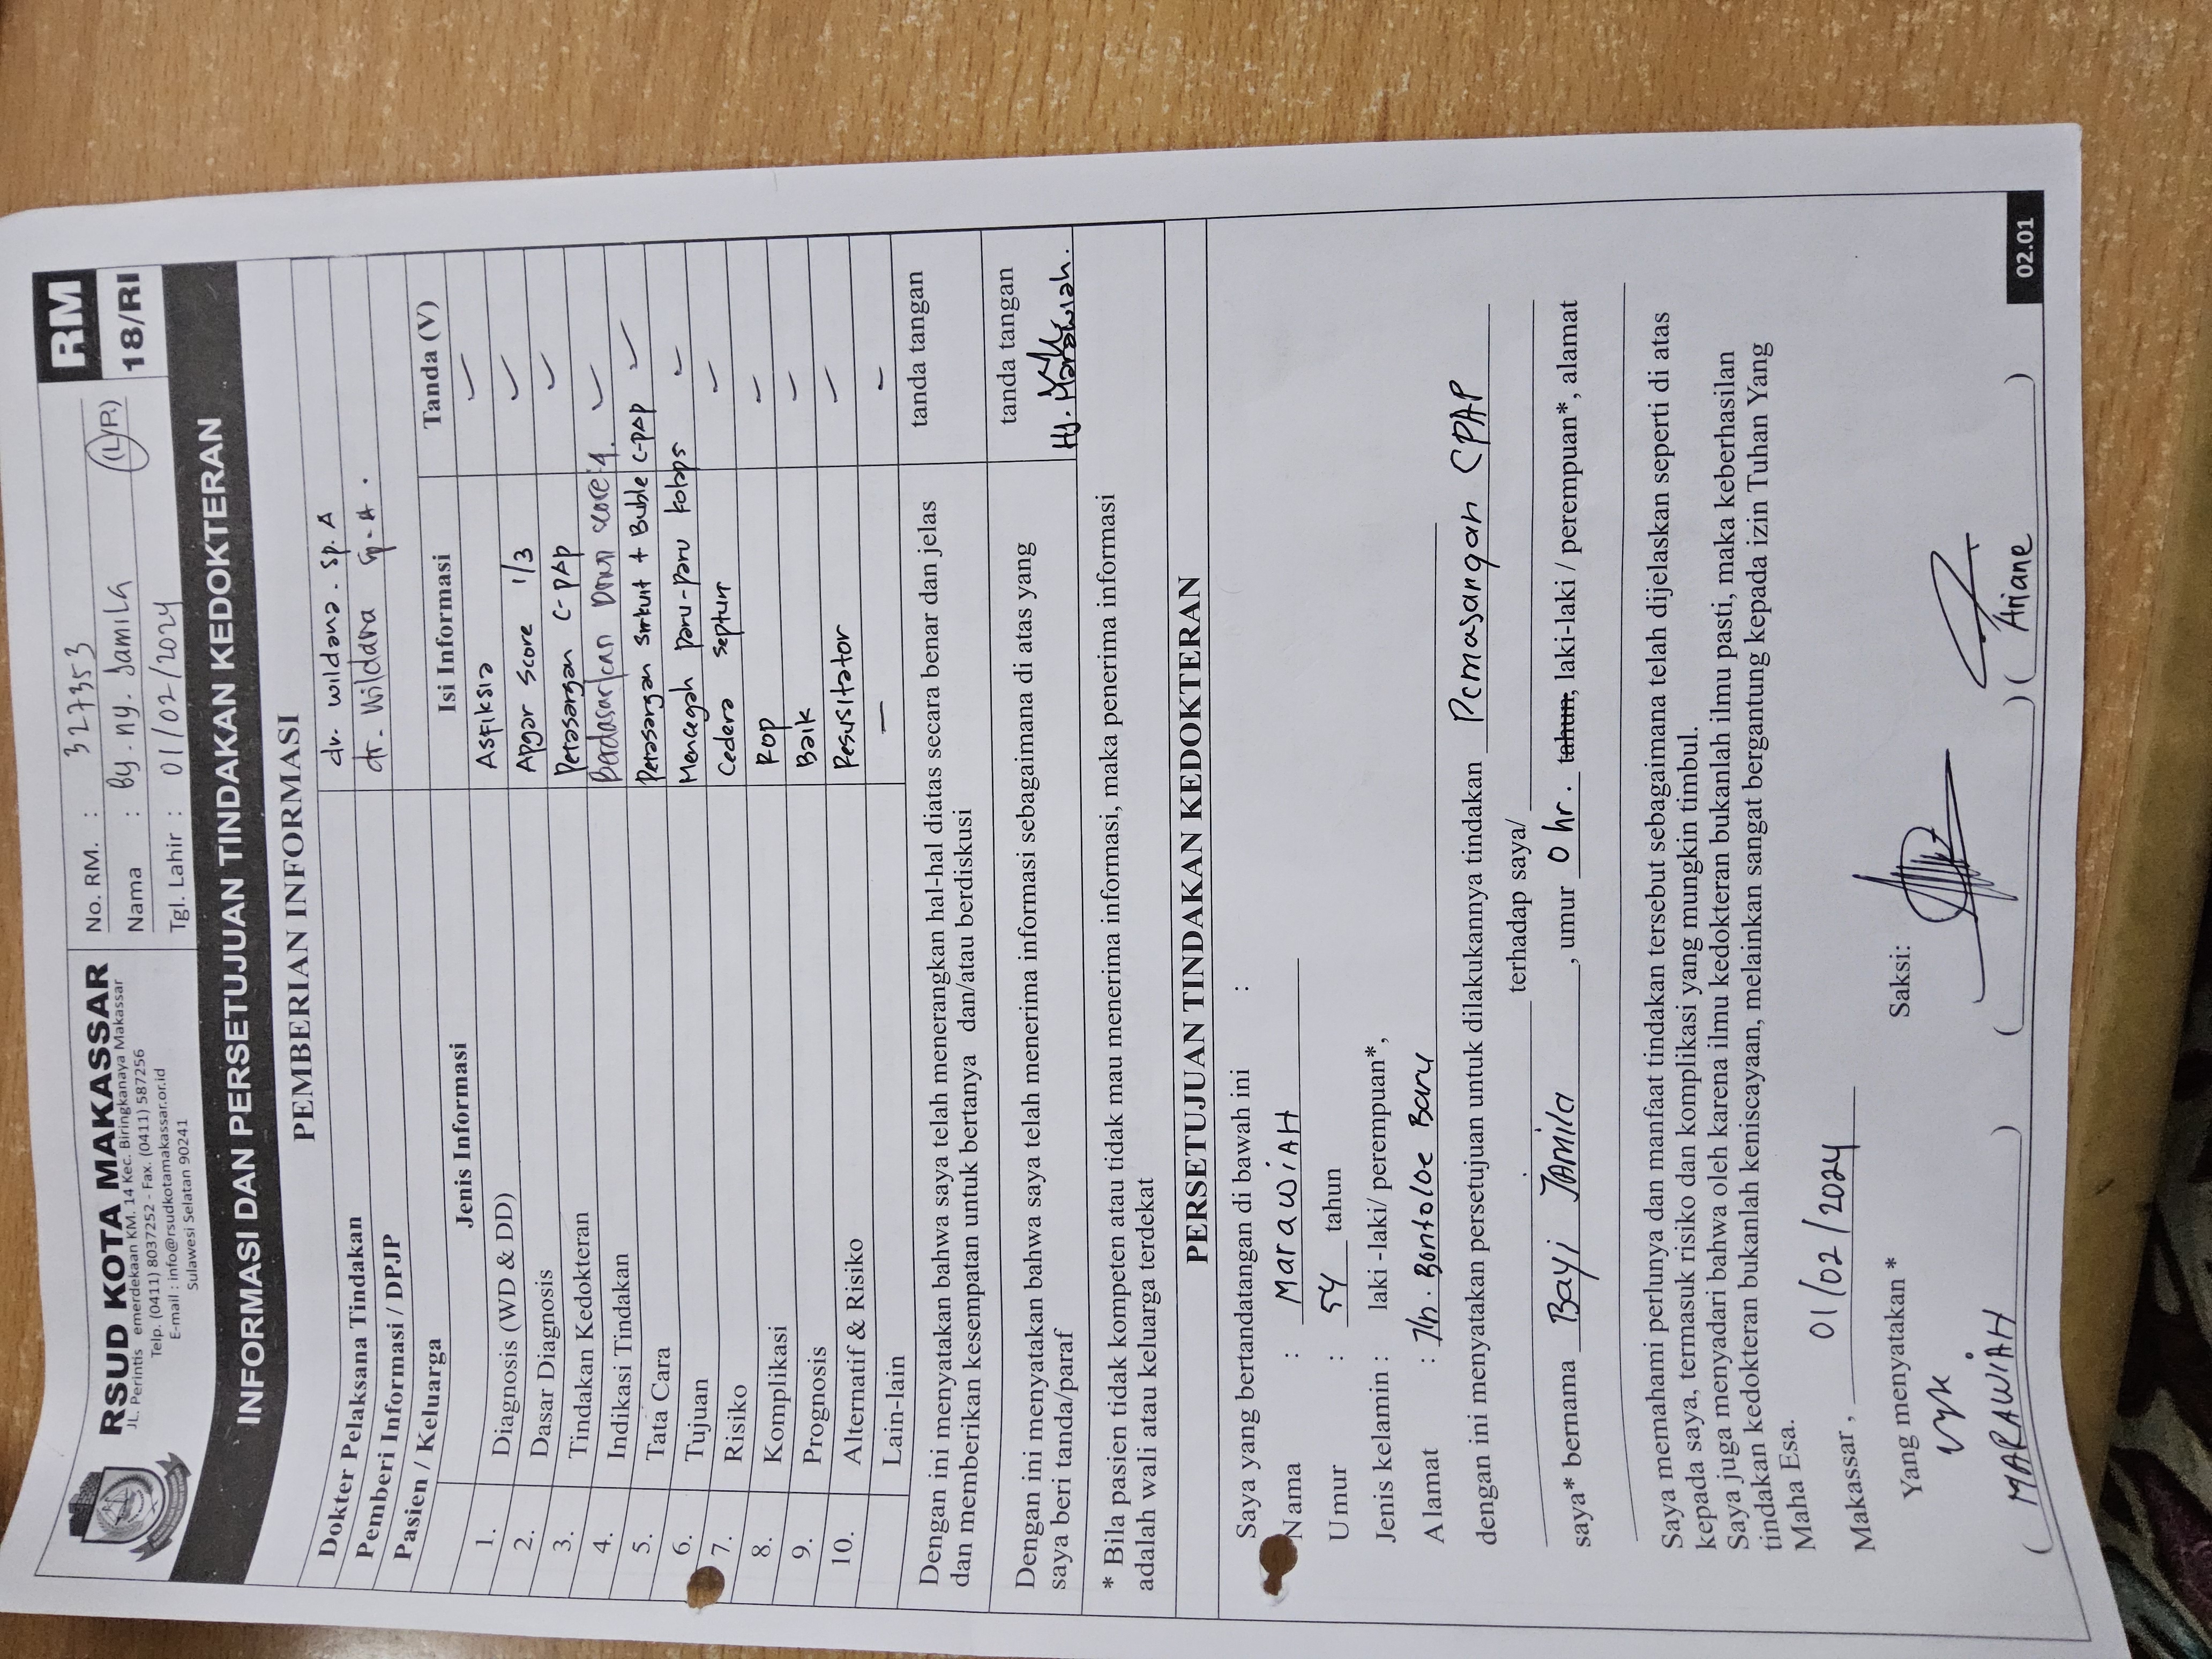 RSUD KOTA MAKASSAR
JL. Perintis emerdekaan KM. 14 Kec. Biringkanaya Makassar
Telp. (0411) 8037252 - Fax. (0411) 587256
E-mail : info@rsudkotamakassar.or.id
Sulawesi Selatan 90241
No. RM. : 327353
Nama : By. ny. Jamila (L/P.)
Tgl. Lahir : 01/02/2024
RM
18/RI
INFORMASI DAN PERSETUJUAN TINDAKAN KEDOKTERAN
PEMBERIAN INFORMASI
Dokter Pelaksana Tindakan dr. wildana. Sp. A
Pemberi Informasi / DPJP dr. Wildana Sp. A.
Pasien / Keluarga
Jenis Informasi Isi Informasi Tanda (V)
1. Diagnosis (WD & DD) Asfiksia ✓
2. Dasar Diagnosis Apgar score 1/3 ✓
3. Tindakan Kedokteran Pemasangan C-pAp ✓
4. Indikasi Tindakan Berdasarkan Down score 4. ✓
5. Tata Cara Pemasangan Sirkuit + Buble C-pAp ✓
6. Tujuan Mencegah paru-paru kolaps ✓
7. Risiko Cedera septum ✓
8. Komplikasi Rop ✓
9. Prognosis Baik ✓
10. Alternatif & Risiko Resusitator ✓
Lain-lain — –
Dengan ini menyatakan bahwa saya telah menerangkan hal-hal diatas secara benar dan jelas tanda tangan
dan memberikan kesempatan untuk bertanya dan/atau berdiskusi
Dengan ini menyatakan bahwa saya telah menerima informasi sebagaimana di atas yang tanda tangan
saya beri tanda/paraf Hj. Marawiah.
* Bila pasien tidak kompeten atau tidak mau menerima informasi, maka penerima informasi
adalah wali atau keluarga terdekat
PERSETUJUAN TINDAKAN KEDOKTERAN
Saya yang bertandatangan di bawah ini :
Nama : MarawiAH
Umur : 54 tahun
Jenis kelamin : laki -laki/ perempuan*,
Alamat : Jln. Bontoloe Baru
dengan ini menyatakan persetujuan untuk dilakukannya tindakan Pemasangan CPAP
terhadap saya/
saya* bernama Bayi JAmila, umur 0 hr. tahun, laki-laki / perempuan*, alamat
Saya memahami perlunya dan manfaat tindakan tersebut sebagaimana telah dijelaskan seperti di atas
kepada saya, termasuk risiko dan komplikasi yang mungkin timbul.
Saya juga menyadari bahwa oleh karena ilmu kedokteran bukanlah ilmu pasti, maka keberhasilan
tindakan kedokteran bukanlah keniscayaan, melainkan sangat bergantung kepada izin Tuhan Yang
Maha Esa.
Makassar , 01/02/2024
Yang menyatakan * Saksi:
( MARAWIAH ) ( ) ( Ariane )
02.01